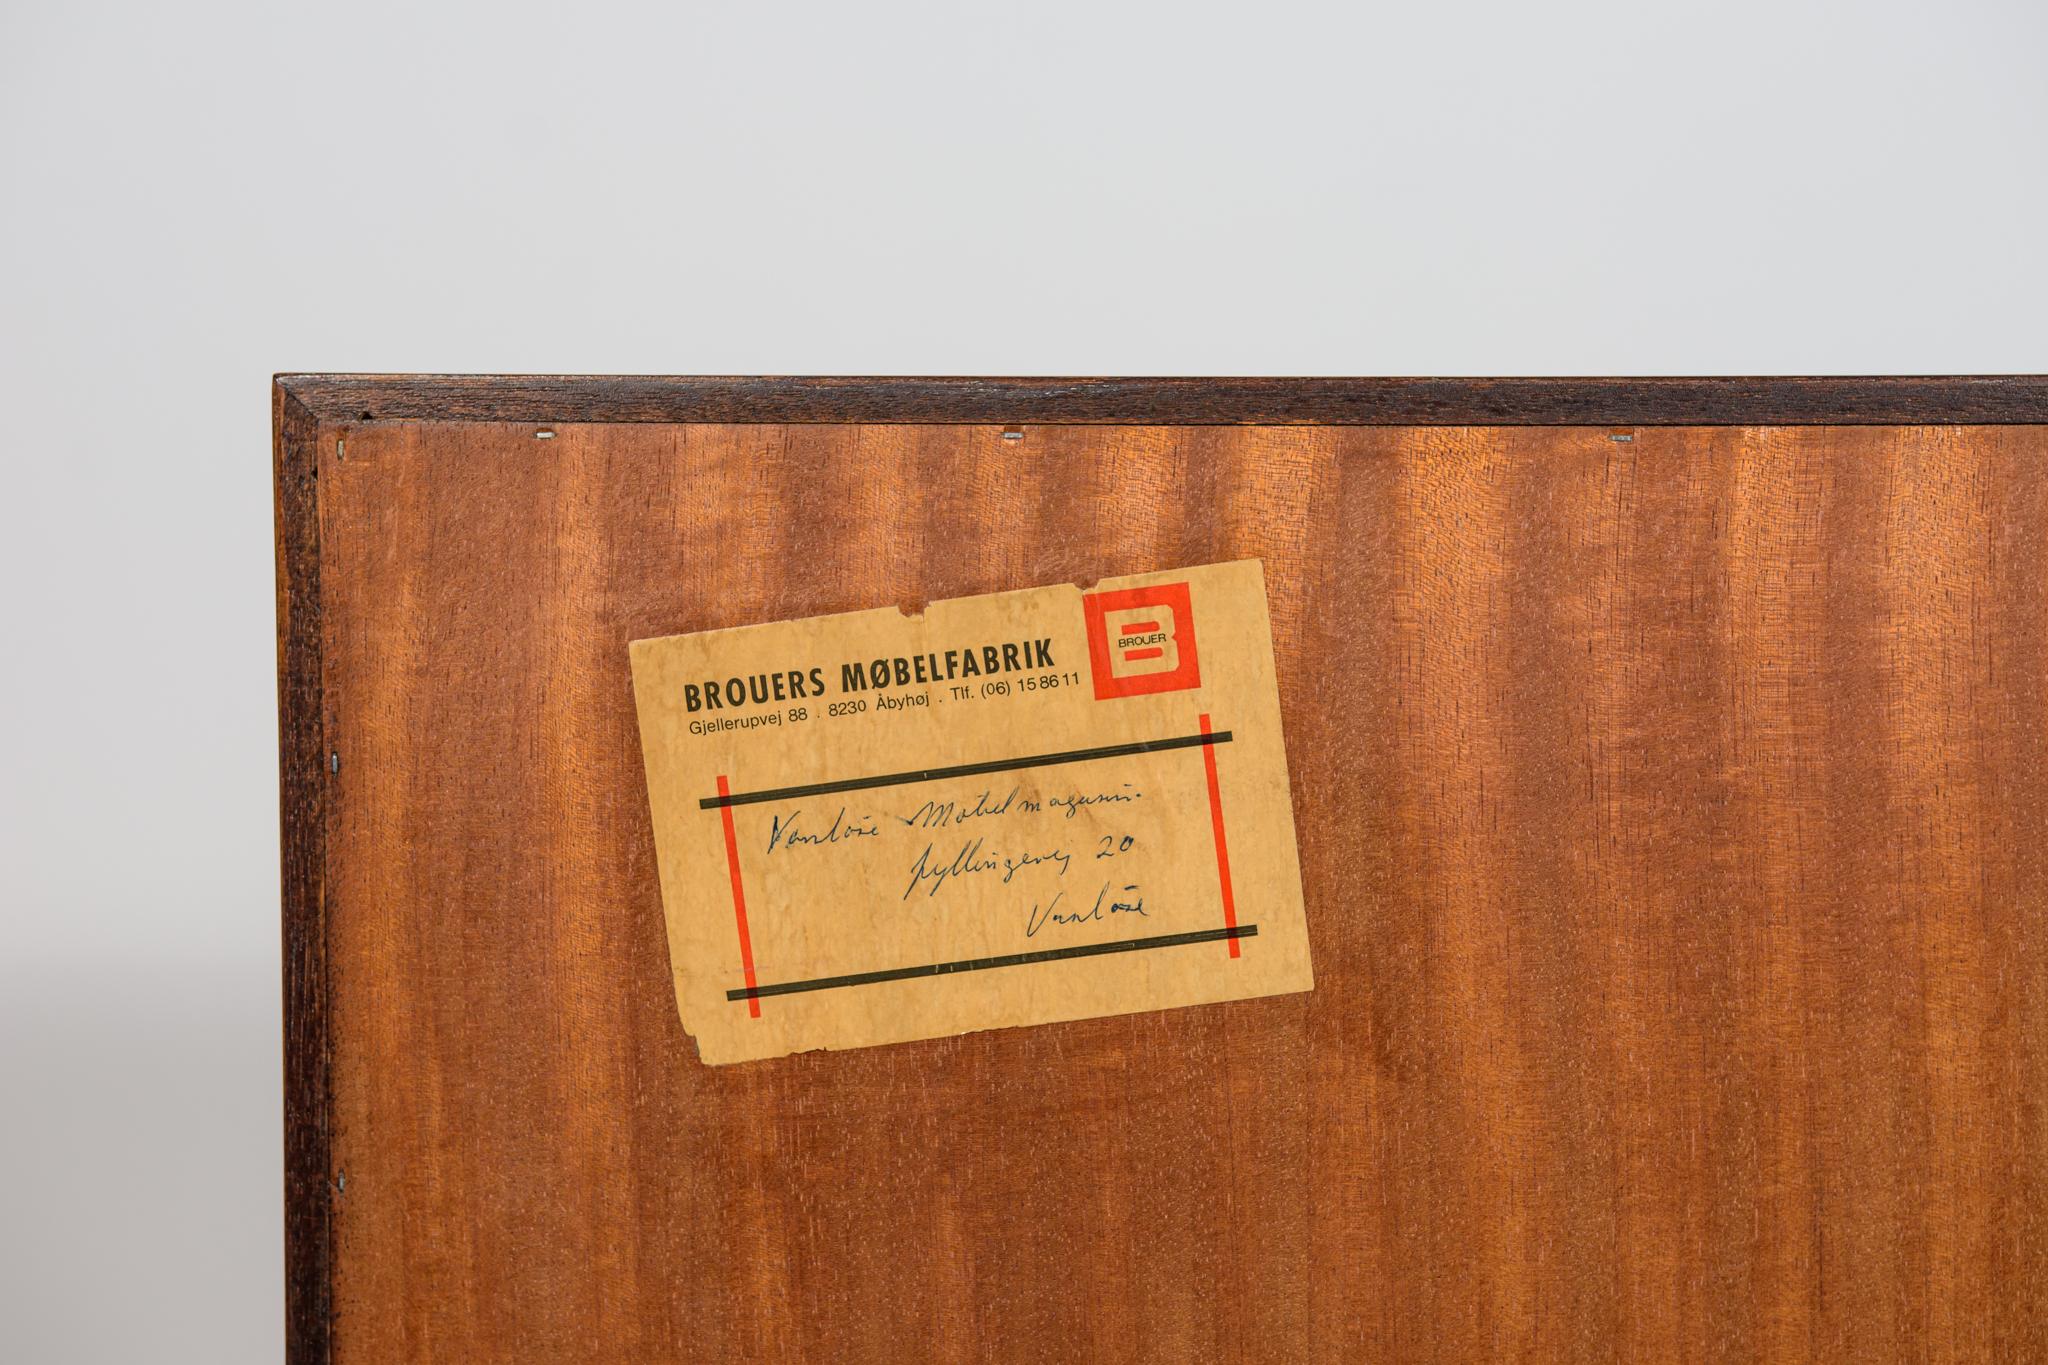 BROUERS MØBELFABRIK
Gjellerupvej 88 . 8230 Åbyhøj . Tlf. (06) 15 86 11
BROUER
Vanløse Møbelmagasin.
Jyllingevej 20
Vanløse